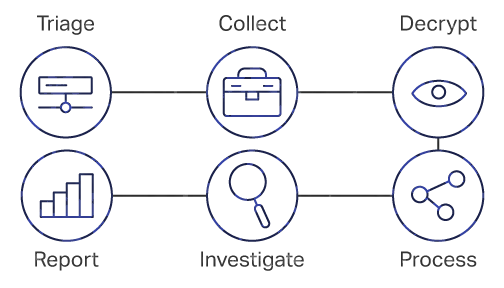 Triage
Collect
Decrypt
Report
Investigate
Process